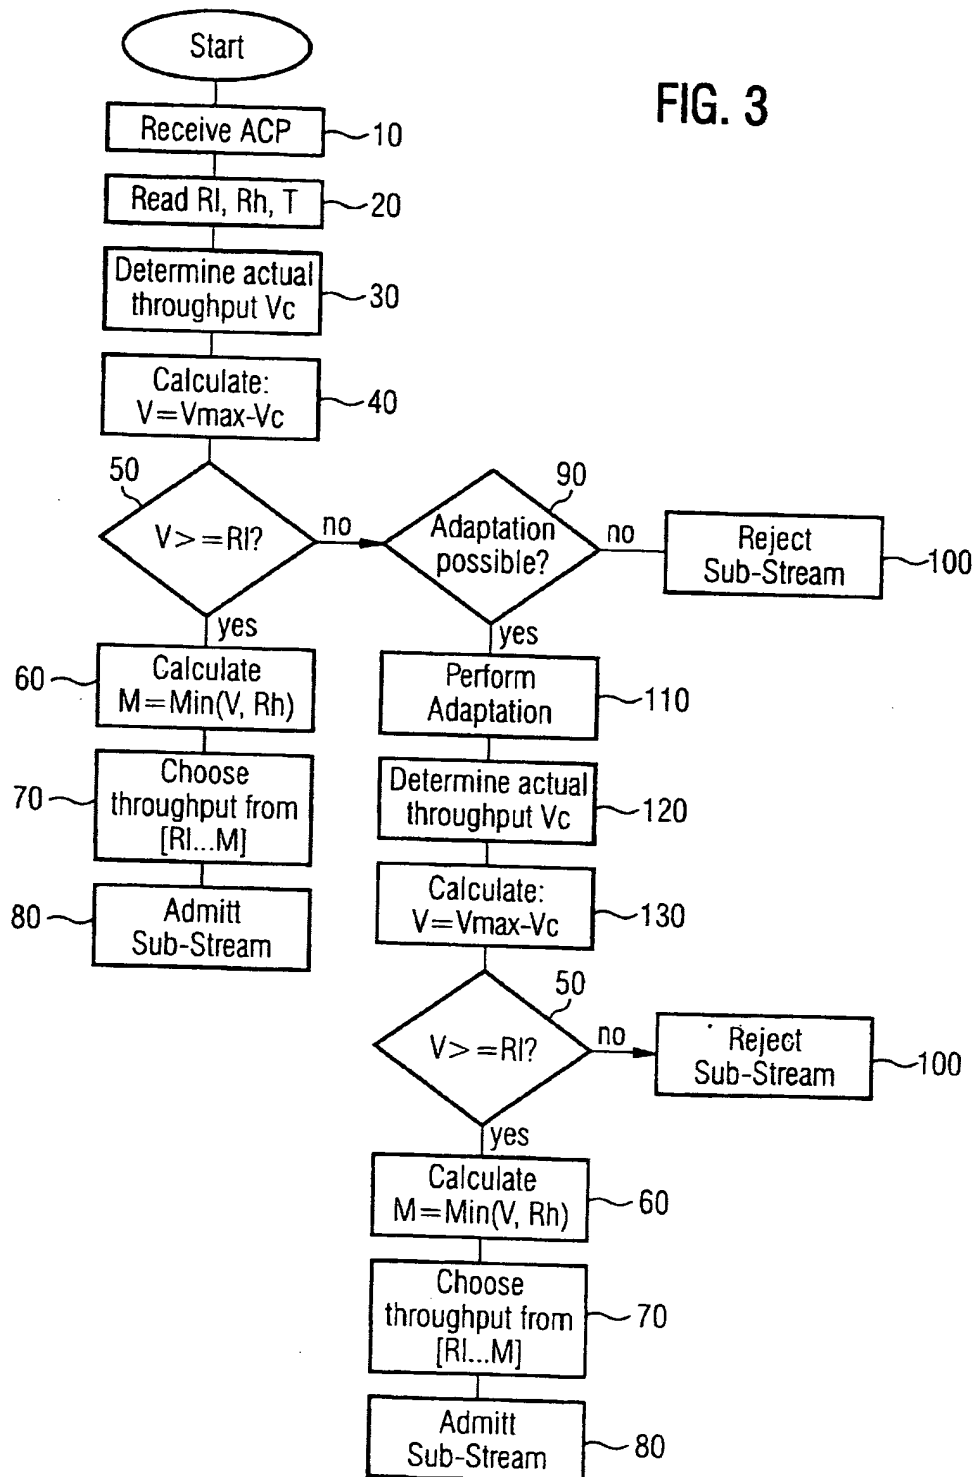 Start
FIG. 3
Receive ACP
10
Read Rl, Rh, T
20
Determine actual
throughput Vc
30
Calculate:
V=Vmax-Vc
40
50
V>=Rl?
no
90
Adaptation
possible?
no
Reject
Sub-Stream
100
yes
60
Calculate
M=Min(V, Rh)
70
Choose
throughput from
[Rl...M]
80
Admitt
Sub-Stream
yes
Perform
Adaptation
110
Determine actual
throughput Vc
120
Calculate:
V=Vmax-Vc
130
50
V>=Rl?
no
Reject
Sub-Stream
100
yes
Calculate
M=Min(V, Rh)
60
Choose
throughput from
[Rl...M]
70
Admitt
Sub-Stream
80